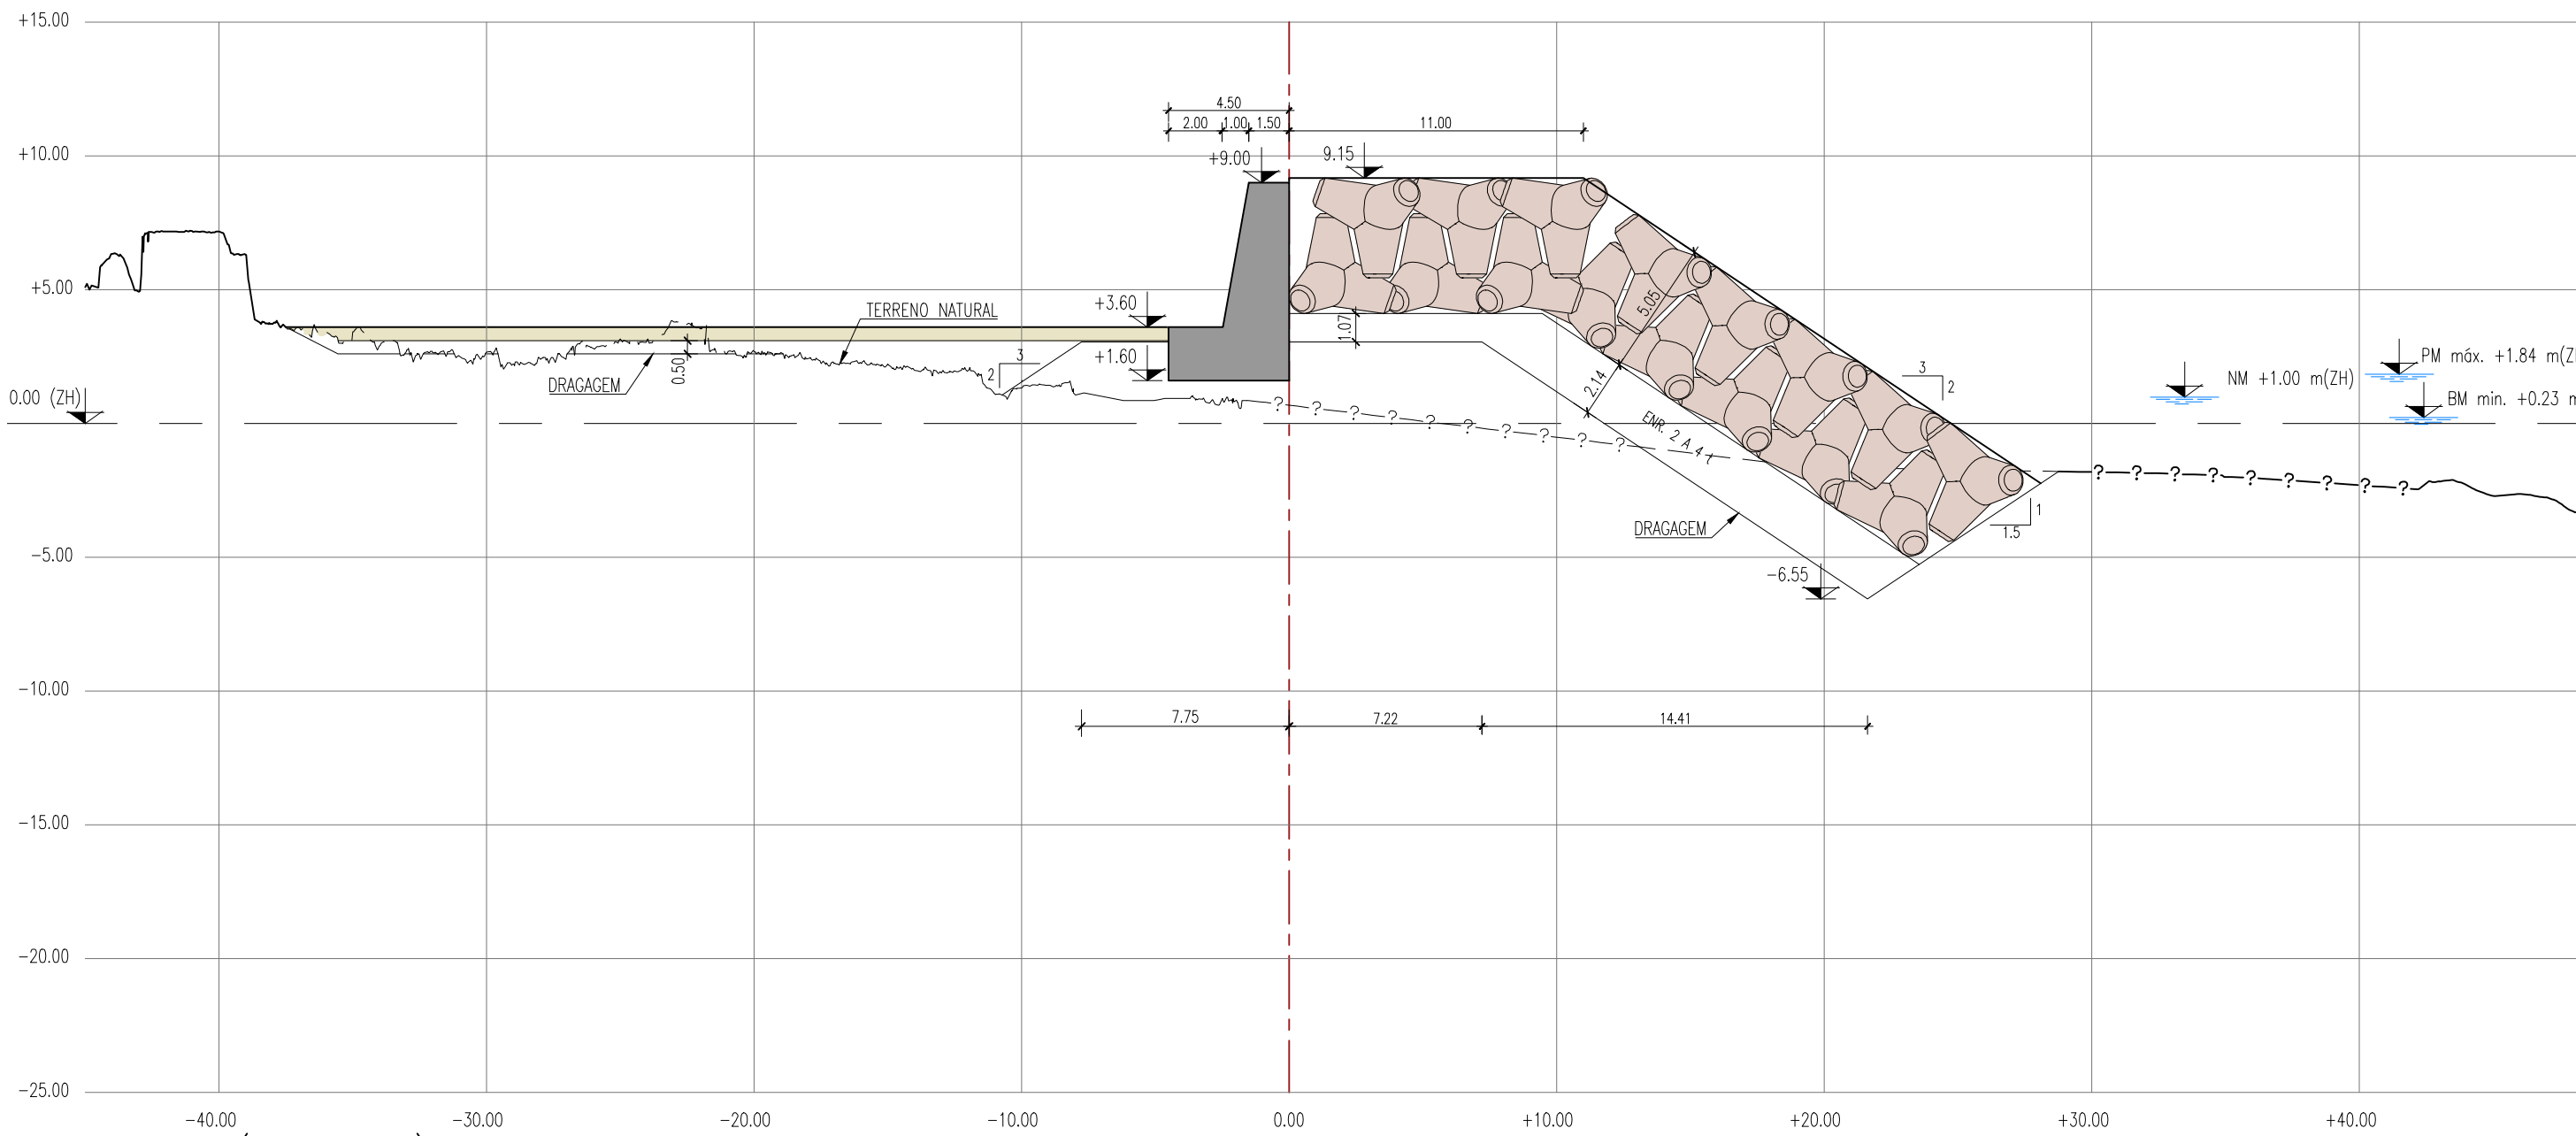 +15.00
4.50
2.00 1.00 1.50 11.00
+10.00
+9.00 9.15
+5.00
5.05
TERRENO NATURAL
+3.60
1.07
+1.60
3
2
0.50
DRAGAGEM
2.14
3
2
PM máx. +1.84
NM +1.00 m(ZH)
BM min. +0.23
0.00 (ZH)
? ? ? ? ? ? ? ? ? ?
ENR. 2 A 4 t
? ? ? ? ? ? ? ? ?
1
1.5
DRAGAGEM
-5.00
-6.55
-10.00
7.75 7.22 14.41
-15.00
-20.00
-25.00
-40.00 -30.00 -20.00 -10.00 0.00 +10.00 +20.00 +30.00 +40.00